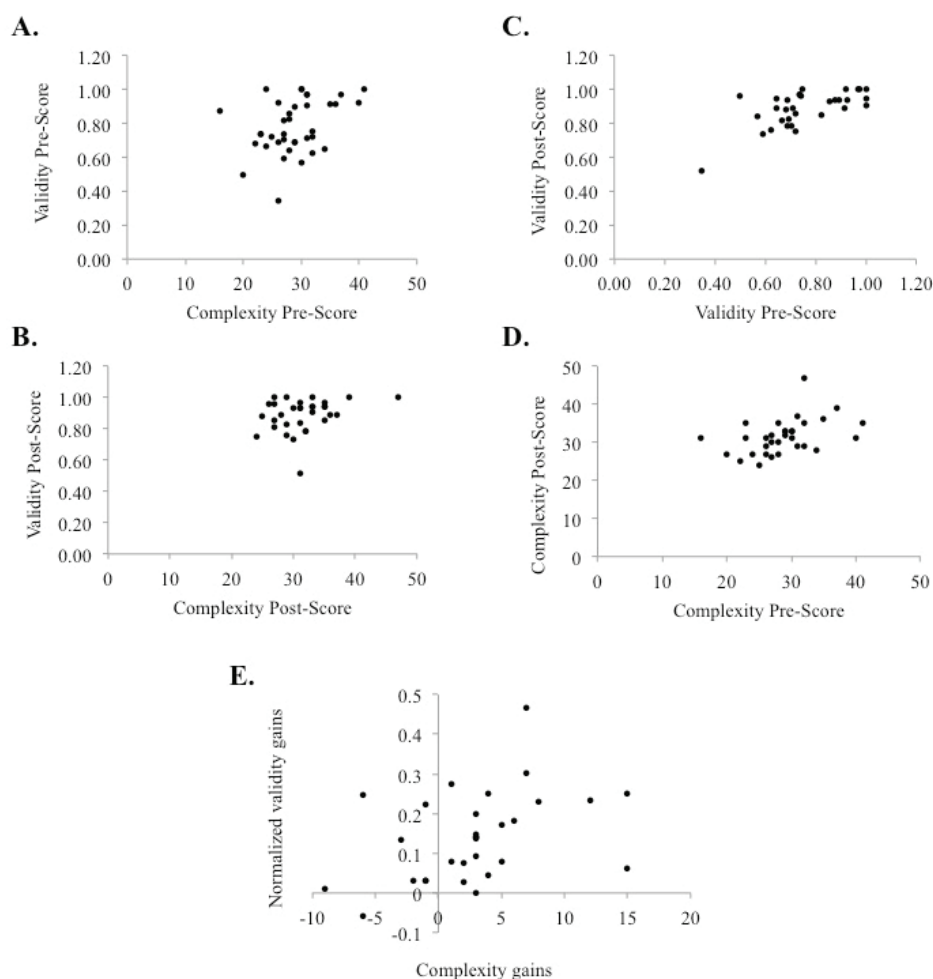 A.
1.20
1.00
0.80
0.60
0.40
0.20
0.00
Validity Pre-Score
0 10 20 30 40 50
Complexity Pre-Score
C.
1.20
1.00
0.80
0.60
0.40
0.20
0.00
Validity Post-Score
0.00 0.20 0.40 0.60 0.80 1.00 1.20
Validity Pre-Score
B.
1.20
1.00
0.80
0.60
0.40
0.20
0.00
Validity Post-Score
0 10 20 30 40 50
Complexity Post-Score
D.
50
40
30
20
10
0
Complexity Post-Score
0 10 20 30 40 50
Complexity Pre-Score
E.
0.5
0.4
0.3
0.2
0.1
0
-0.1
Normalized validity gains
-10 -5 0 5 10 15 20
Complexity gains